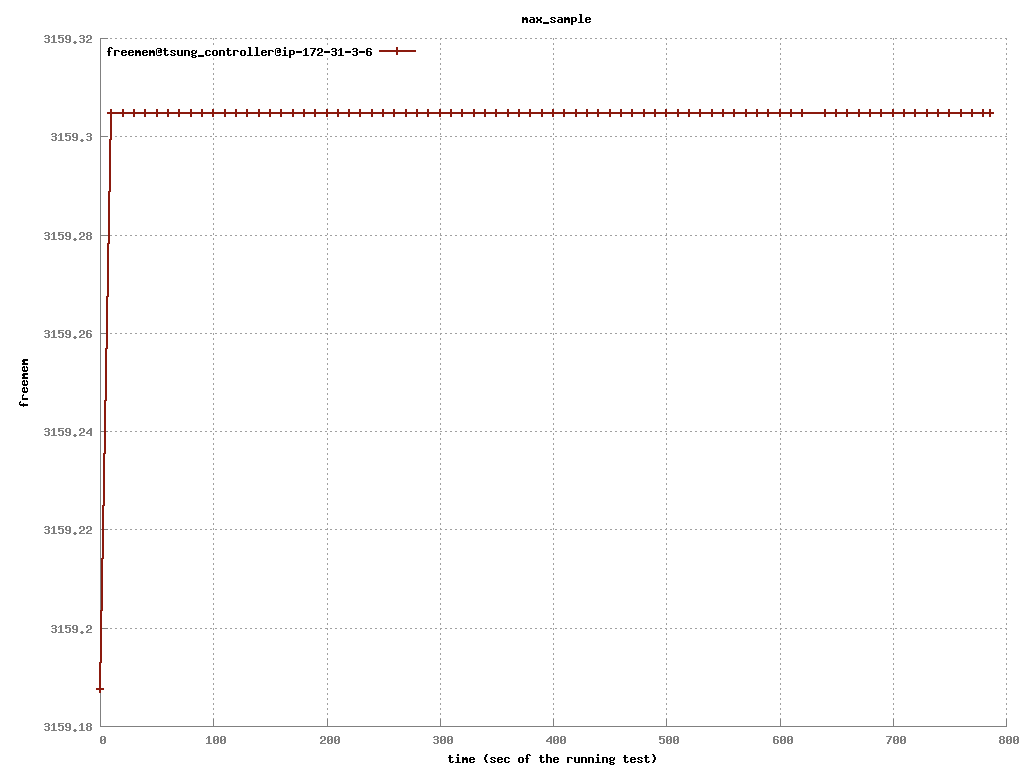 max_sample
3159.32
freemem@tsung_controller@ip-172-31-3-6
3159.3
3159.28
3159.26
freemem
3159.24
3159.22
3159.2
3159.18
0 100 200 300 400 500 600 700 800
time (sec of the running test)